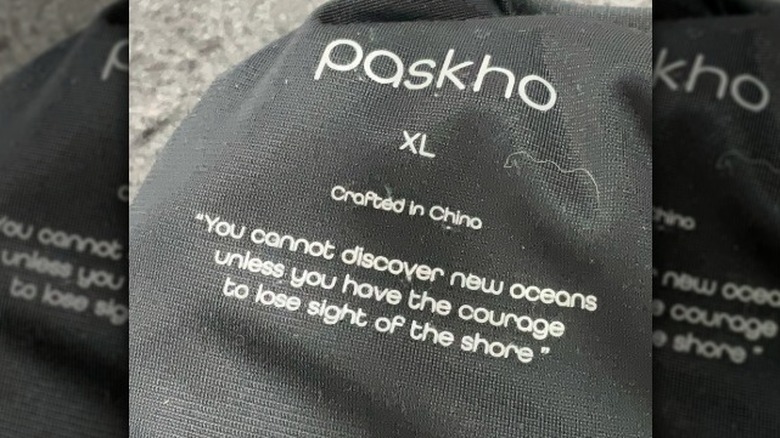 paskho
XL
Crafted in China
"You cannot discover new oceans
unless you have the courage
to lose sight of the shore"